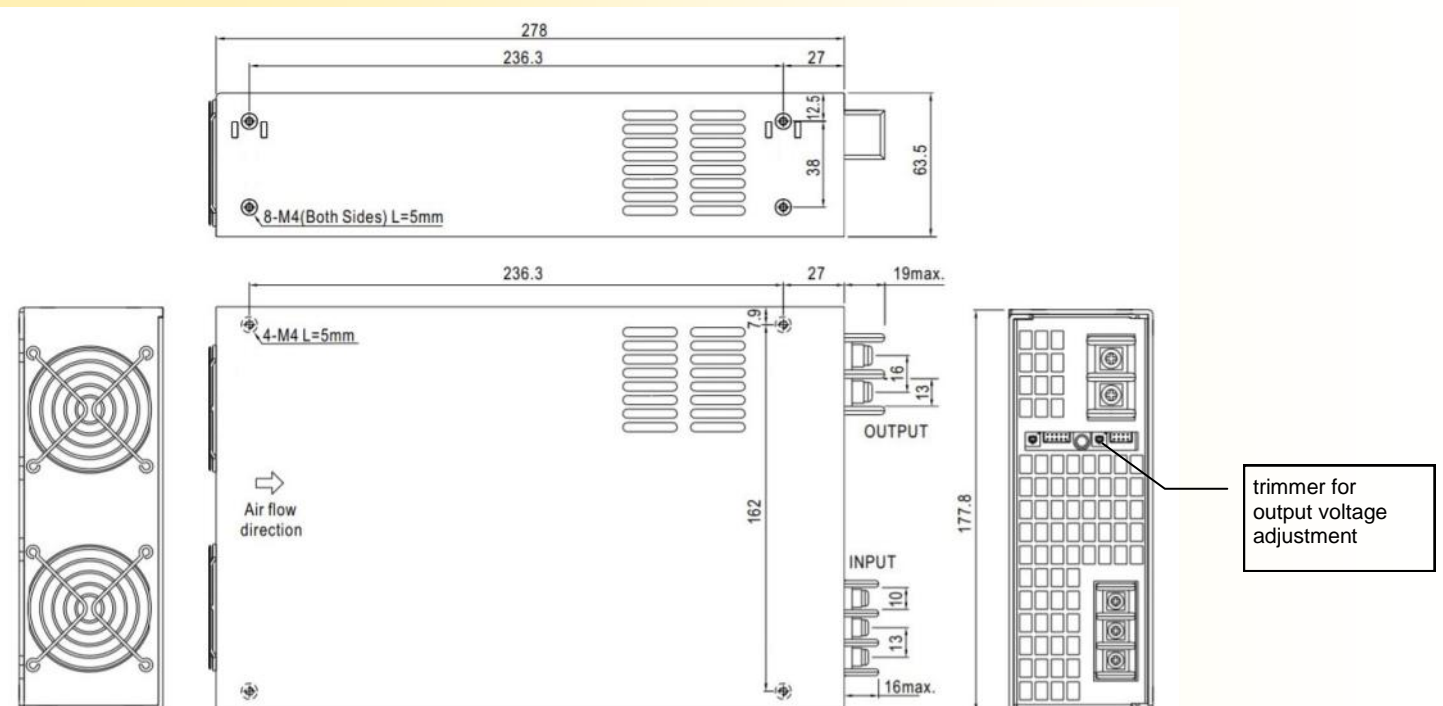 278
236.3
27
12.5
38
63.5
8-M4(Both Sides) L=5mm
236.3
27
19max.
7.9
4-M4 L=5mm
16
13
OUTPUT
Air flow
direction
162
177.8
trimmer for
output voltage
adjustment
INPUT
10
13
16max.